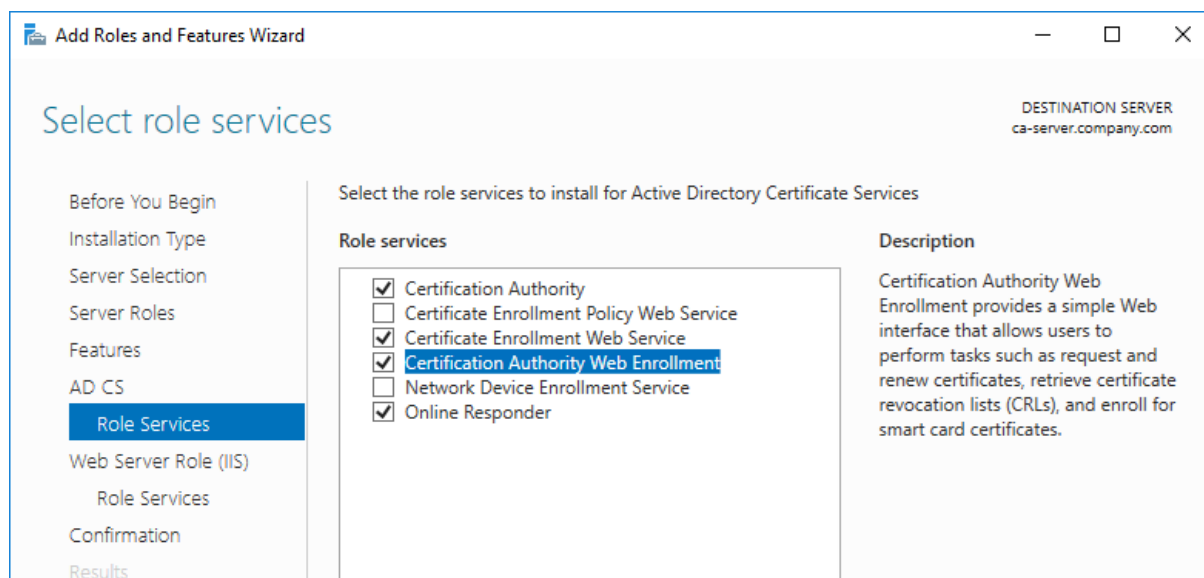 Add Roles and Features Wizard
Select role services
DESTINATION SERVER
ca-server.company.com
Before You Begin
Installation Type
Server Selection
Server Roles
Features
AD CS
Role Services
Web Server Role (IIS)
Role Services
Confirmation
Results
Select the role services to install for Active Directory Certificate Services
Role services
Certification Authority
Certificate Enrollment Policy Web Service
Certificate Enrollment Web Service
Certification Authority Web Enrollment
Network Device Enrollment Service
Online Responder
Description
Certification Authority Web
Enrollment provides a simple Web
interface that allows users to
perform tasks such as request and
renew certificates, retrieve certificate
revocation lists (CRLs), and enroll for
smart card certificates.